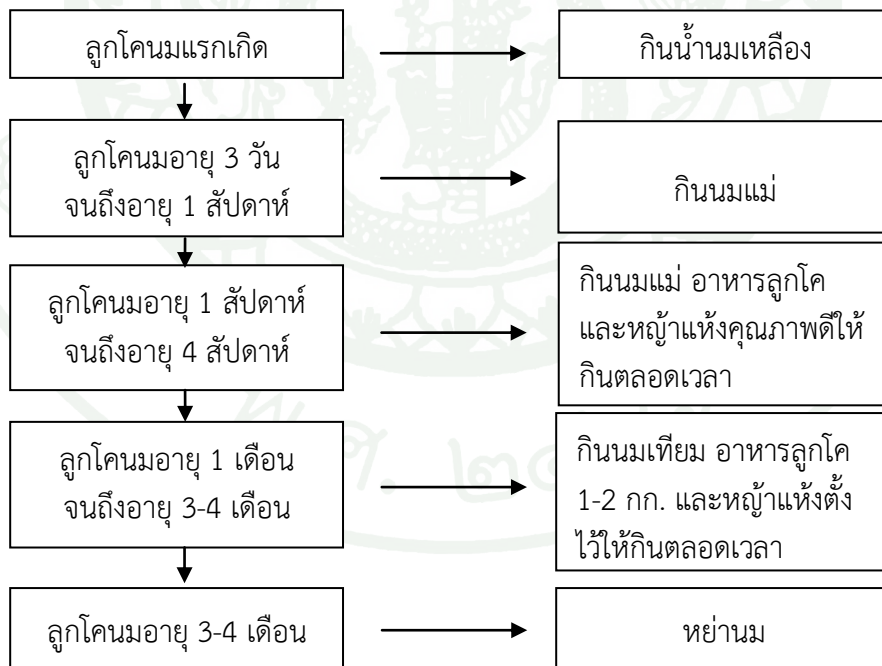 ลูกโคนมแรกเกิด
กินน้ำนมเหลือง
ลูกโคนมอายุ 3 วัน
จนถึงอายุ 1 สัปดาห์
กินนมแม่
ลูกโคนมอายุ 1 สัปดาห์
จนถึงอายุ 4 สัปดาห์
กินนมแม่ อาหารลูกโค
และหญ้าแห้งคุณภาพดีให้
กินตลอดเวลา
ลูกโคนมอายุ 1 เดือน
จนถึงอายุ 3-4 เดือน
กินนมเทียม อาหารลูกโค
1-2 กก. และหญ้าแห้งตั้ง
ไว้ให้กินตลอดเวลา
ลูกโคนมอายุ 3-4 เดือน
หย่านม